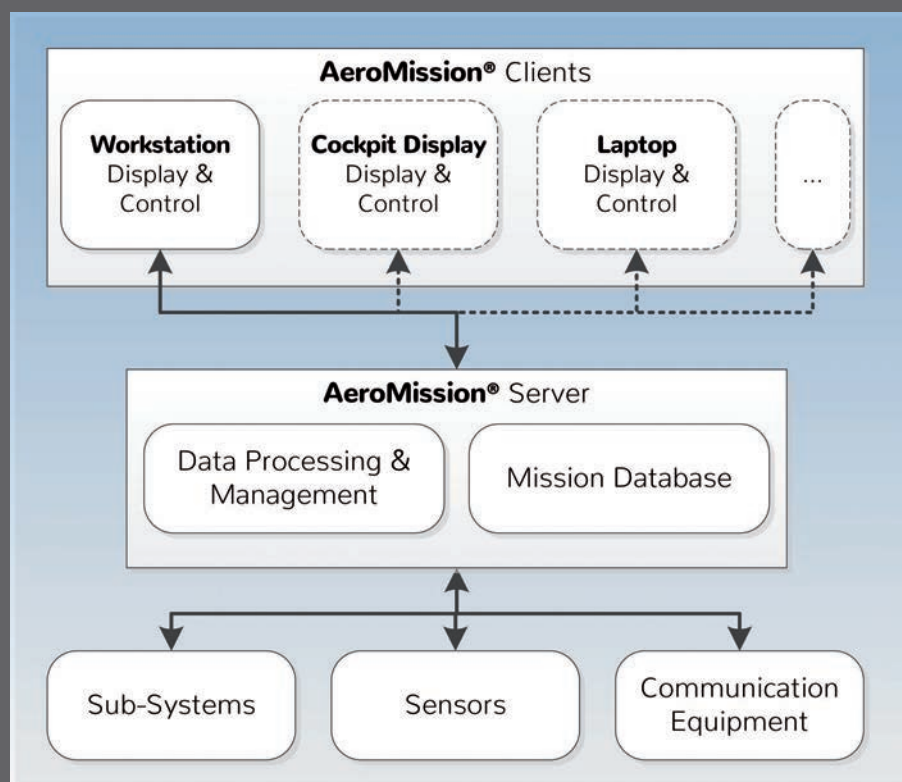 AeroMission® Clients
Workstation
Display &
Control
Cockpit Display
Display &
Control
Laptop
Display &
Control
...
AeroMission® Server
Data Processing &
Management
Mission Database
Sub-Systems
Sensors
Communication
Equipment